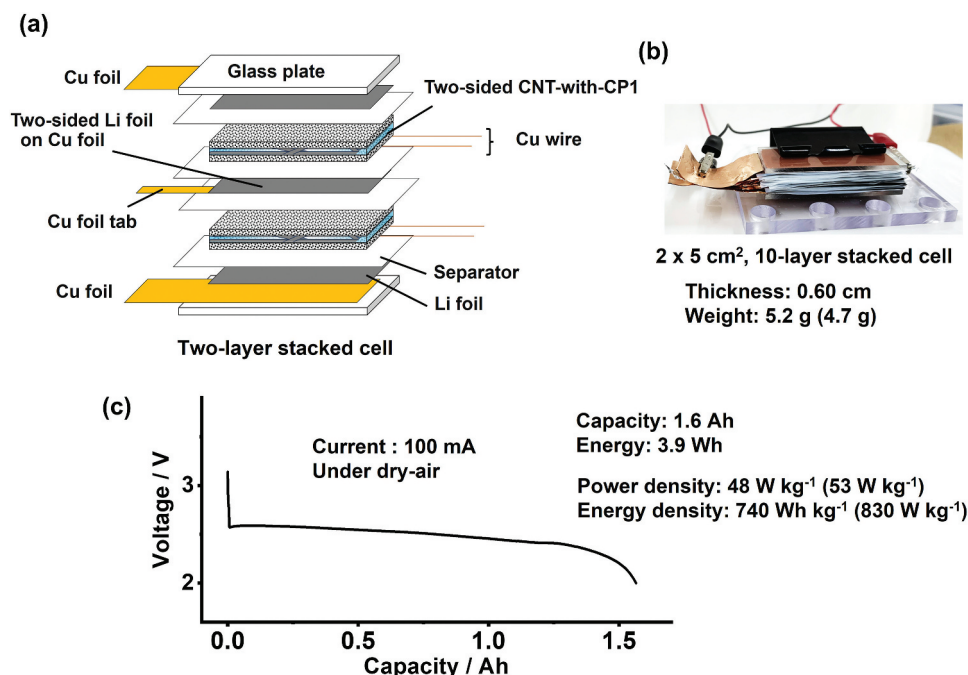 (a)
Cu foil
Glass plate
Two-sided CNT-with-CP1
Two-sided Li foil
on Cu foil
Cu wire
Cu foil tab
Separator
Cu foil
Li foil
Two-layer stacked cell
(b)
2 x 5 cm², 10-layer stacked cell
Thickness: 0.60 cm
Weight: 5.2 g (4.7 g)
(c)
Current : 100 mA
Under dry-air
Capacity: 1.6 Ah
Energy: 3.9 Wh
Power density: 48 W kg⁻¹ (53 W kg⁻¹)
Energy density: 740 Wh kg⁻¹ (830 W kg⁻¹)
Voltage / V
3
2
0.0 0.5 1.0 1.5
Capacity / Ah